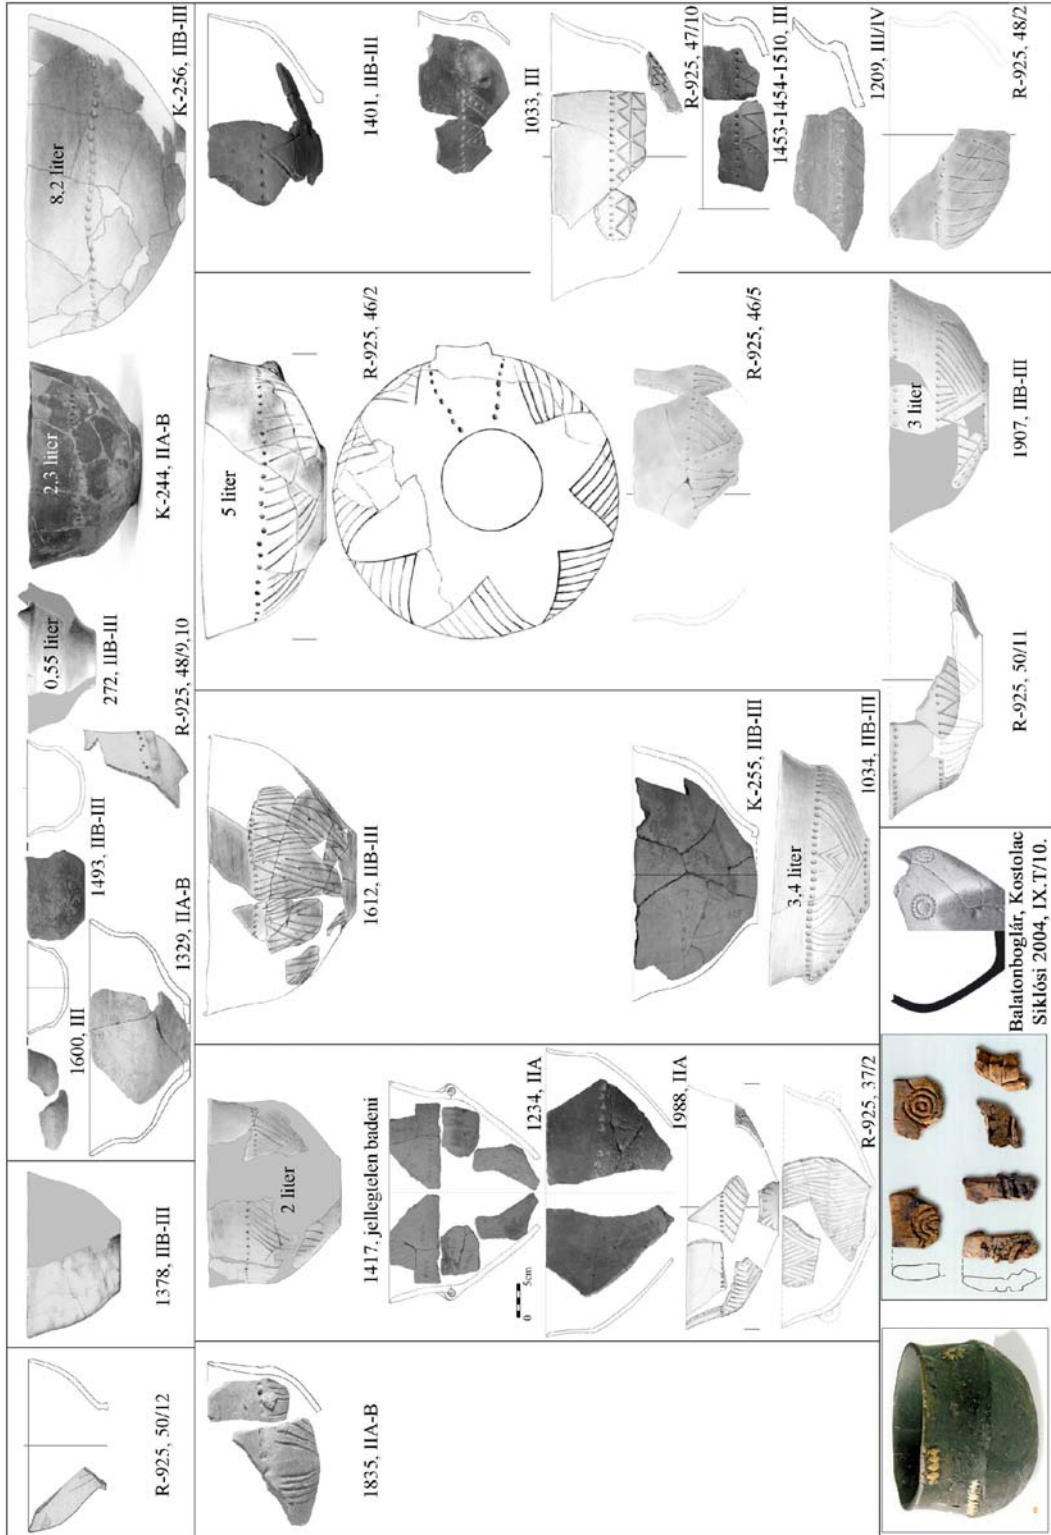 R-925, 50/12
1378, IIB-III
1600, III
1493, IIB-III
1329, IIA-B
0,55 liter
272, IIB-III
R-925, 48/9,10
2,3 liter
K-244, IIA-B
8,2 liter
K-256, IIB-III
1835, IIA-B
2 liter
1417. jellegtelen badeni
0 5cm
1234, IIA
1988, IIA
R-925, 37/2
1612, IIB-III
K-255, IIB-III
3,4 liter
1034, IIB-III
5 liter
R-925, 46/2
R-925, 46/5
1401, IIB-III
1033, III
R-925, 47/10
1453-1454-1510, III
1209, III/IV
R-925, 48/2
Balatonboglár, Kostolac
Siklósi 2004, IX.T/10.
R-925, 50/11
3 liter
1907, IIB-III